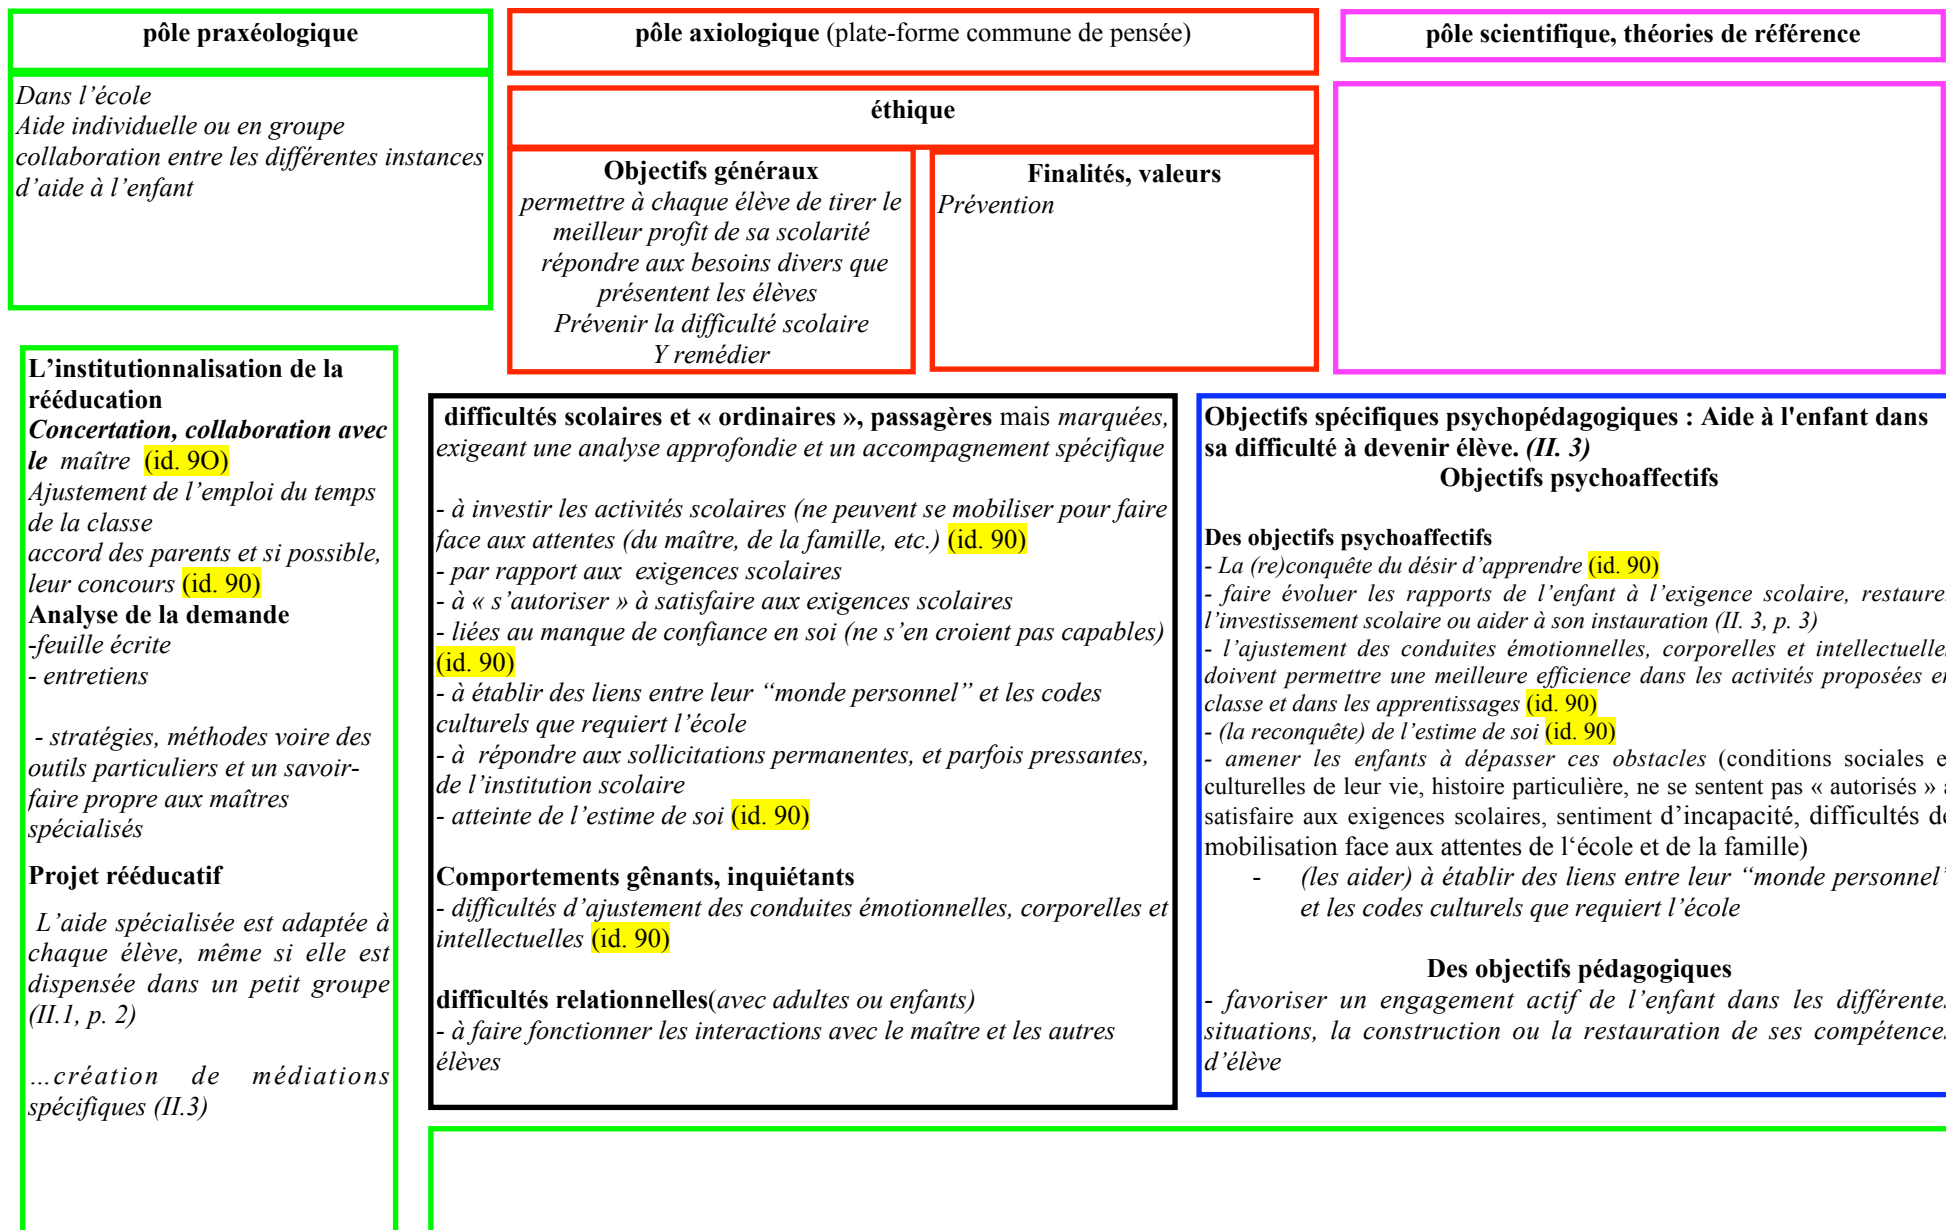 pôle praxéologique
Dans l’école
Aide individuelle ou en groupe
collaboration entre les différentes instances
d’aide à l’enfant
pôle axiologique (plate-forme commune de pensée)
éthique
Objectifs généraux
permettre à chaque élève de tirer le
meilleur profit de sa scolarité
répondre aux besoins divers que
présentent les élèves
Prévenir la difficulté scolaire
Y remédier
Finalités, valeurs
Prévention
pôle scientifique, théories de référence
L’institutionnalisation de la
rééducation
Concertation, collaboration avec
le maître (id. 9O)
Ajustement de l’emploi du temps
de la classe
accord des parents et si possible,
leur concours (id. 90)
Analyse de la demande
-feuille écrite
- entretiens
- stratégies, méthodes voire des
outils particuliers et un savoir-
faire propre aux maîtres
spécialisés
Projet rééducatif
L’aide spécialisée est adaptée à
chaque élève, même si elle est
dispensée dans un petit groupe
(II.1, p. 2)
…création de médiations
spécifiques (II.3)
difficultés scolaires et « ordinaires », passagères mais marquées,
exigeant une analyse approfondie et un accompagnement spécifique
- à investir les activités scolaires (ne peuvent se mobiliser pour faire
face aux attentes (du maître, de la famille, etc.) (id. 90)
- par rapport aux exigences scolaires
- à « s’autoriser » à satisfaire aux exigences scolaires
- liées au manque de confiance en soi (ne s’en croient pas capables)
(id. 90)
- à établir des liens entre leur “monde personnel” et les codes
culturels que requiert l’école
- à répondre aux sollicitations permanentes, et parfois pressantes,
de l’institution scolaire
- atteinte de l’estime de soi (id. 90)
Comportements gênants, inquiétants
- difficultés d’ajustement des conduites émotionnelles, corporelles et
intellectuelles (id. 90)
difficultés relationnelles(avec adultes ou enfants)
- à faire fonctionner les interactions avec le maître et les autres
élèves
Objectifs spécifiques psychopédagogiques : Aide à l'enfant dans
sa difficulté à devenir élève. (II. 3)
Objectifs psychoaffectifs
Des objectifs psychoaffectifs
- La (re)conquête du désir d’apprendre (id. 90)
- faire évoluer les rapports de l’enfant à l’exigence scolaire, restaurer
l’investissement scolaire ou aider à son instauration (II. 3, p. 3)
- l’ajustement des conduites émotionnelles, corporelles et intellectuelles
doivent permettre une meilleure efficience dans les activités proposées en
classe et dans les apprentissages (id. 90)
- (la reconquête) de l’estime de soi (id. 90)
- amener les enfants à dépasser ces obstacles (conditions sociales et
culturelles de leur vie, histoire particulière, ne se sentent pas « autorisés » à
satisfaire aux exigences scolaires, sentiment d’incapacité, difficultés de
mobilisation face aux attentes de l‘école et de la famille)
- (les aider) à établir des liens entre leur “monde personnel”
et les codes culturels que requiert l’école
Des objectifs pédagogiques
- favoriser un engagement actif de l’enfant dans les différentes
situations, la construction ou la restauration de ses compétences
d’élève